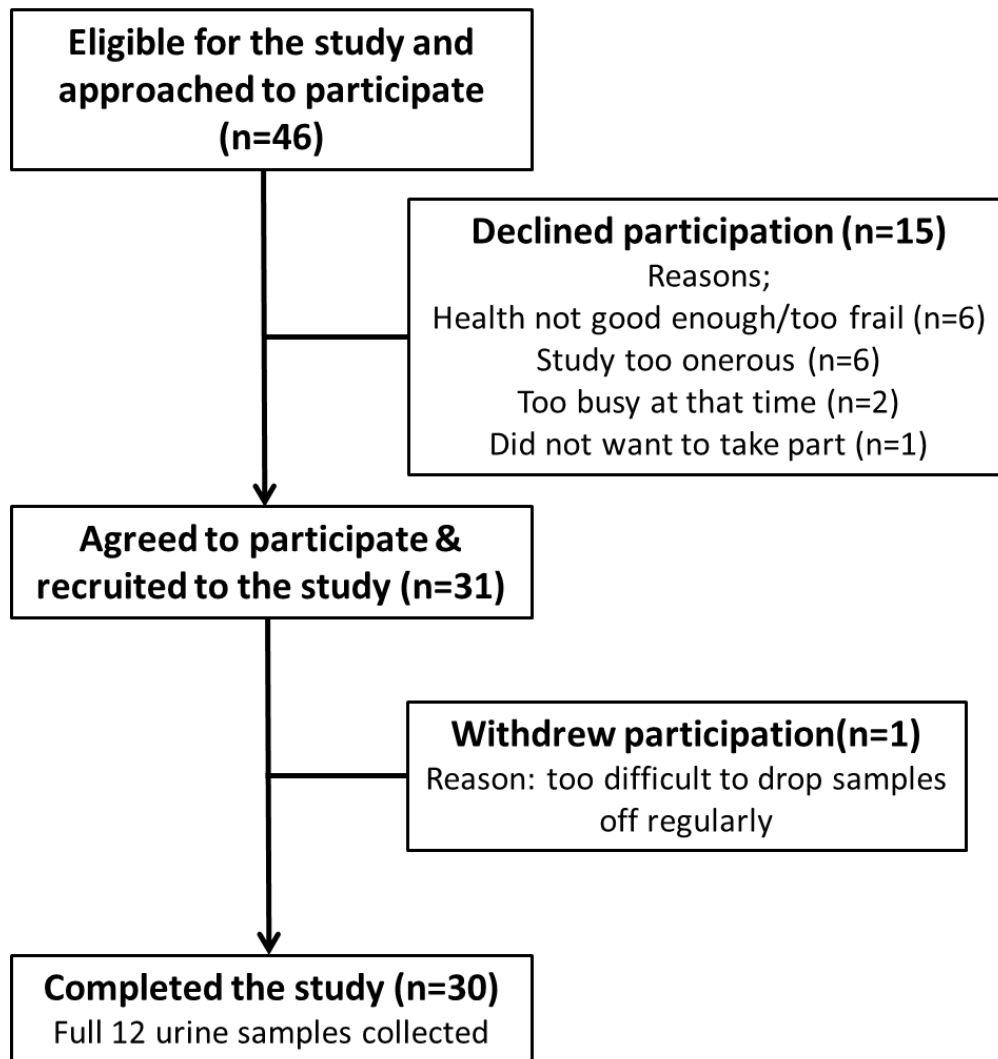 Eligible for the study and
approached to participate
(n=46)
Declined participation (n=15)
Reasons;
Health not good enough/too frail (n=6)
Study too onerous (n=6)
Too busy at that time (n=2)
Did not want to take part (n=1)
Agreed to participate &
recruited to the study (n=31)
Withdrew participation(n=1)
Reason: too difficult to drop samples
off regularly
Completed the study (n=30)
Full 12 urine samples collected